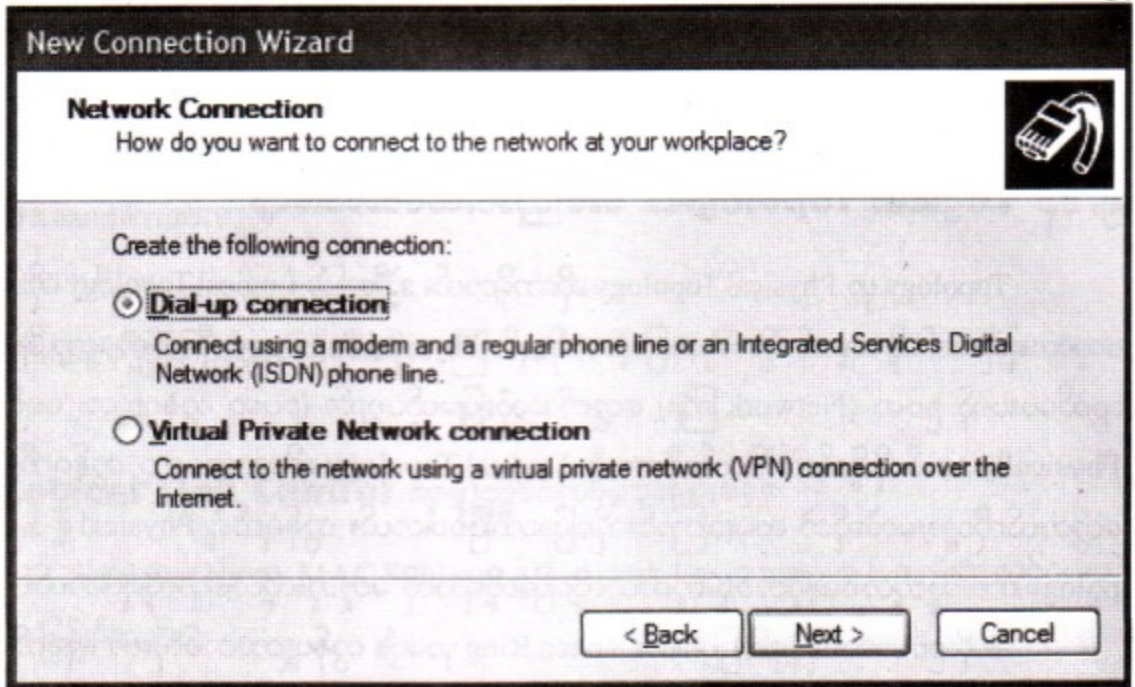 New Connection Wizard
Network Connection
How do you want to connect to the network at your workplace?
Create the following connection:
Dial-up connection
Connect using a modem and a regular phone line or an Integrated Services Digital
Network (ISDN) phone line.
Virtual Private Network connection
Connect to the network using a virtual private network (VPN) connection over the
Internet.
< Back
Next >
Cancel